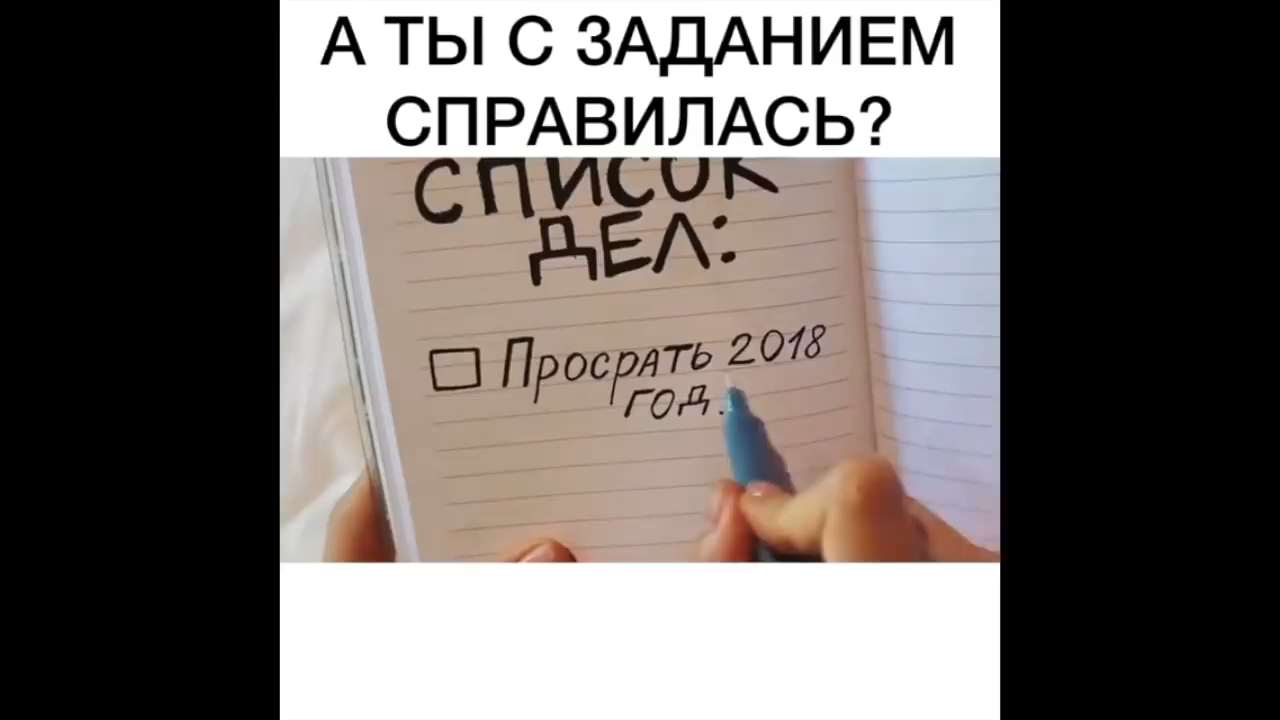 А ТЫ С ЗАДАНИЕМ
СПРАВИЛАСЬ?
СПИСОК
ДЕЛ:
Просрать 2018
год.